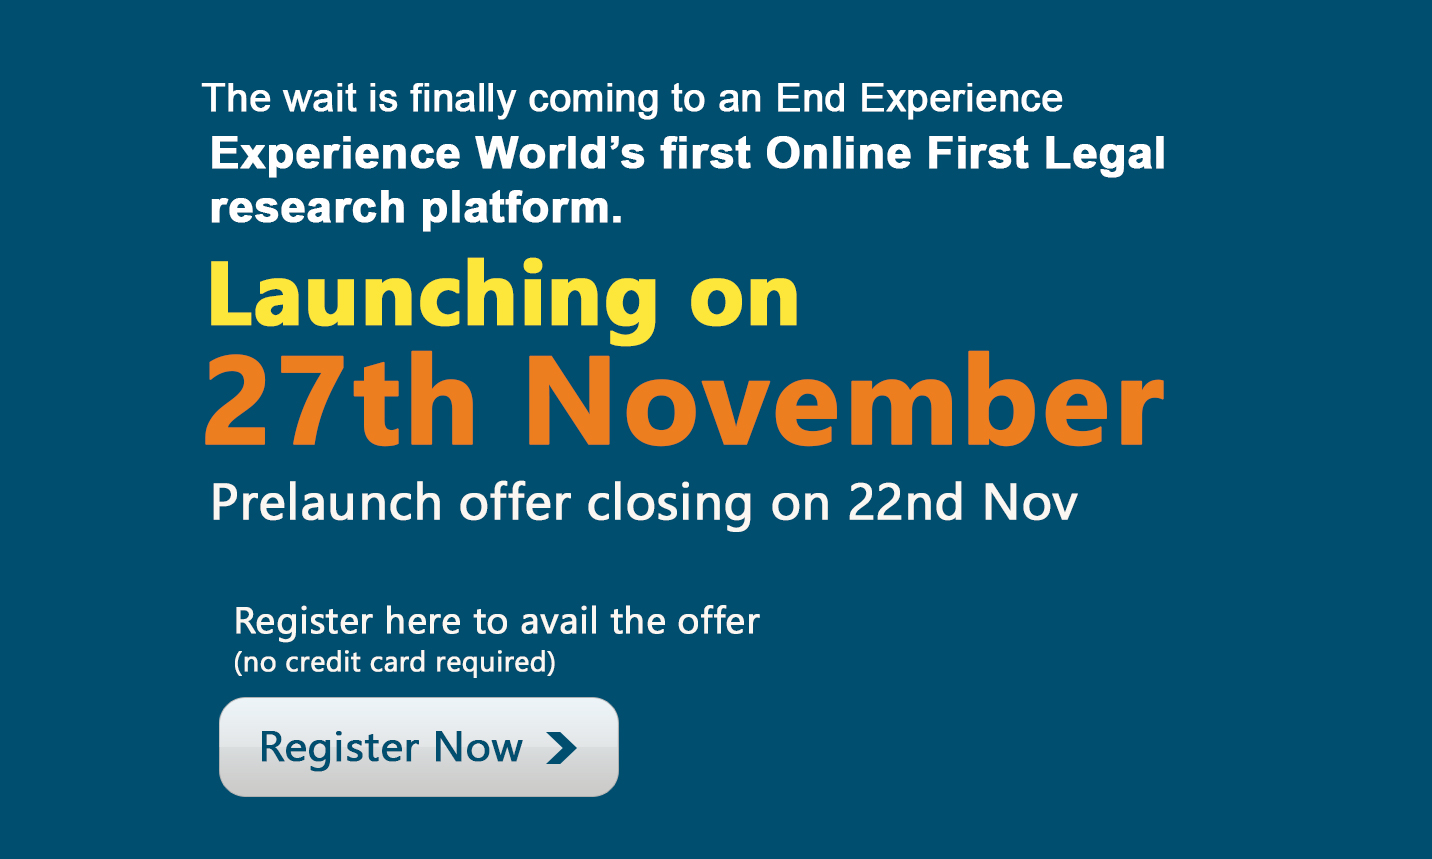 The wait is finally coming to an End Experience
Experience World's first Online First Legal
research platform.
Launching on
27th November
Prelaunch offer closing on 22nd Nov
Register here to avail the offer
(no credit card required)
Register Now